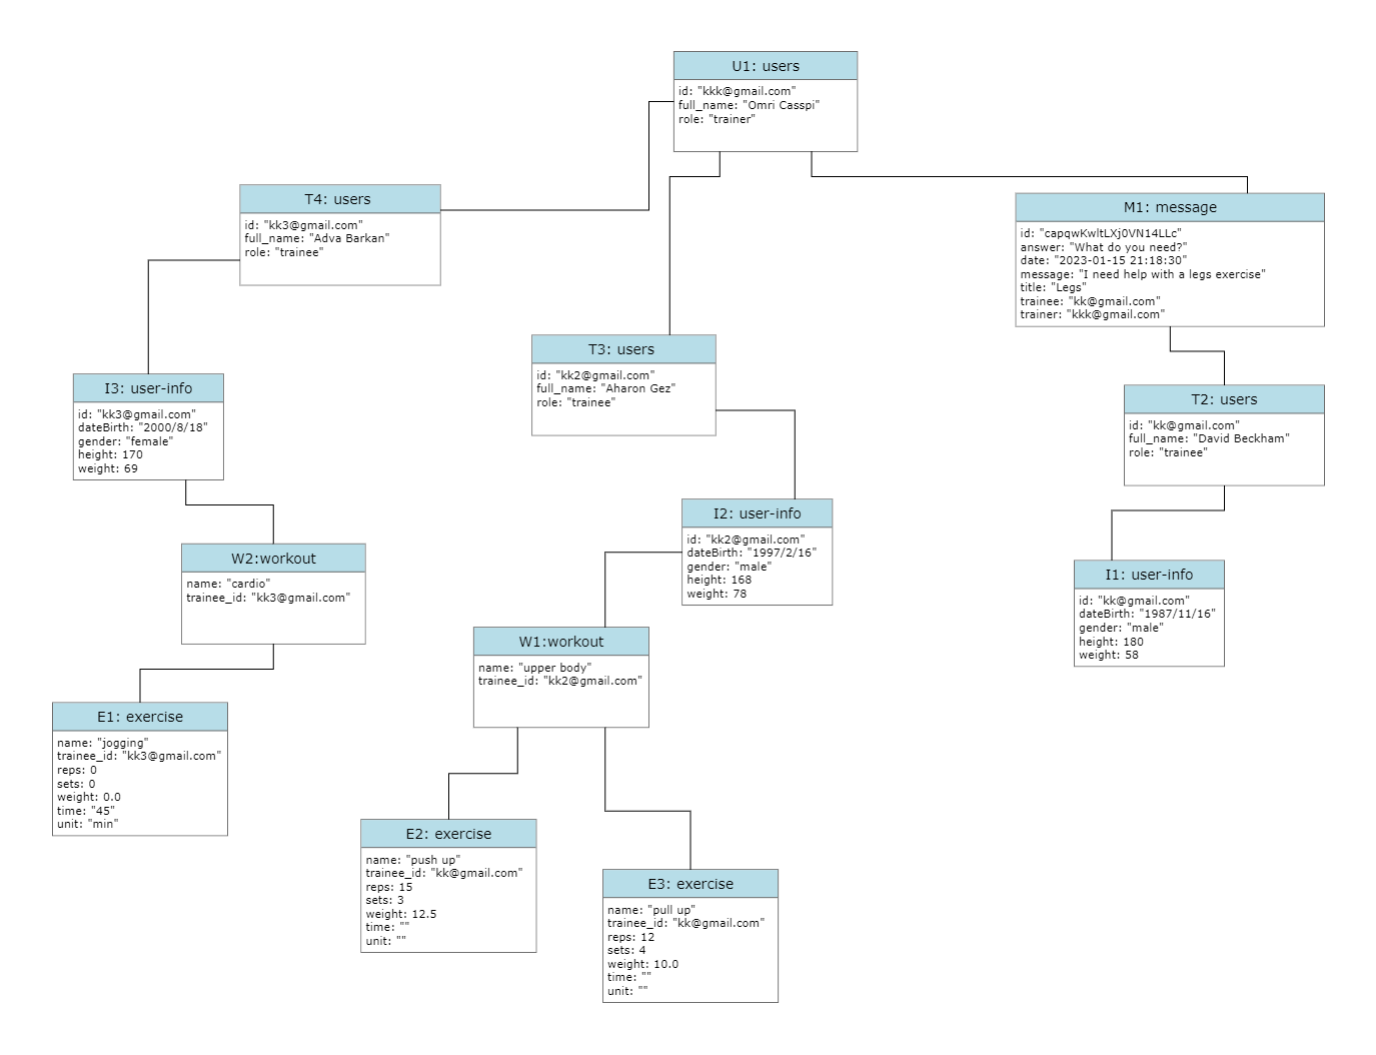 U1: users
id: "kkk@gmail.com"
full_name: "Omri Casspi"
role: "trainer"
T4: users
id: "kk3@gmail.com"
full_name: "Adva Barkan"
role: "trainee"
M1: message
id: "capqwKwltLXj0VN14LLc"
answer: "What do you need?"
date: "2023-01-15 21:18:30"
message: "I need help with a legs exercise"
title: "Legs"
trainee: "kk@gmail.com"
trainer: "kkk@gmail.com"
T3: users
id: "kk2@gmail.com"
full_name: "Aharon Gez"
role: "trainee"
I3: user-info
id: "kk3@gmail.com"
dateBirth: "2000/8/18"
gender: "female"
height: 170
weight: 69
T2: users
id: "kk@gmail.com"
full_name: "David Beckham"
role: "trainee"
I2: user-info
id: "kk2@gmail.com"
dateBirth: "1997/2/16"
gender: "male"
height: 168
weight: 78
W2:workout
name: "cardio"
trainee_id: "kk3@gmail.com"
I1: user-info
id: "kk@gmail.com"
dateBirth: "1987/11/16"
gender: "male"
height: 180
weight: 58
W1:workout
name: "upper body"
trainee_id: "kk2@gmail.com"
E1: exercise
name: "jogging"
trainee_id: "kk3@gmail.com"
reps: 0
sets: 0
weight: 0.0
time: "45"
unit: "min"
E2: exercise
name: "push up"
trainee_id: "kk@gmail.com"
reps: 15
sets: 3
weight: 12.5
time: ""
unit: ""
E3: exercise
name: "pull up"
trainee_id: "kk@gmail.com"
reps: 12
sets: 4
weight: 10.0
time: ""
unit: ""